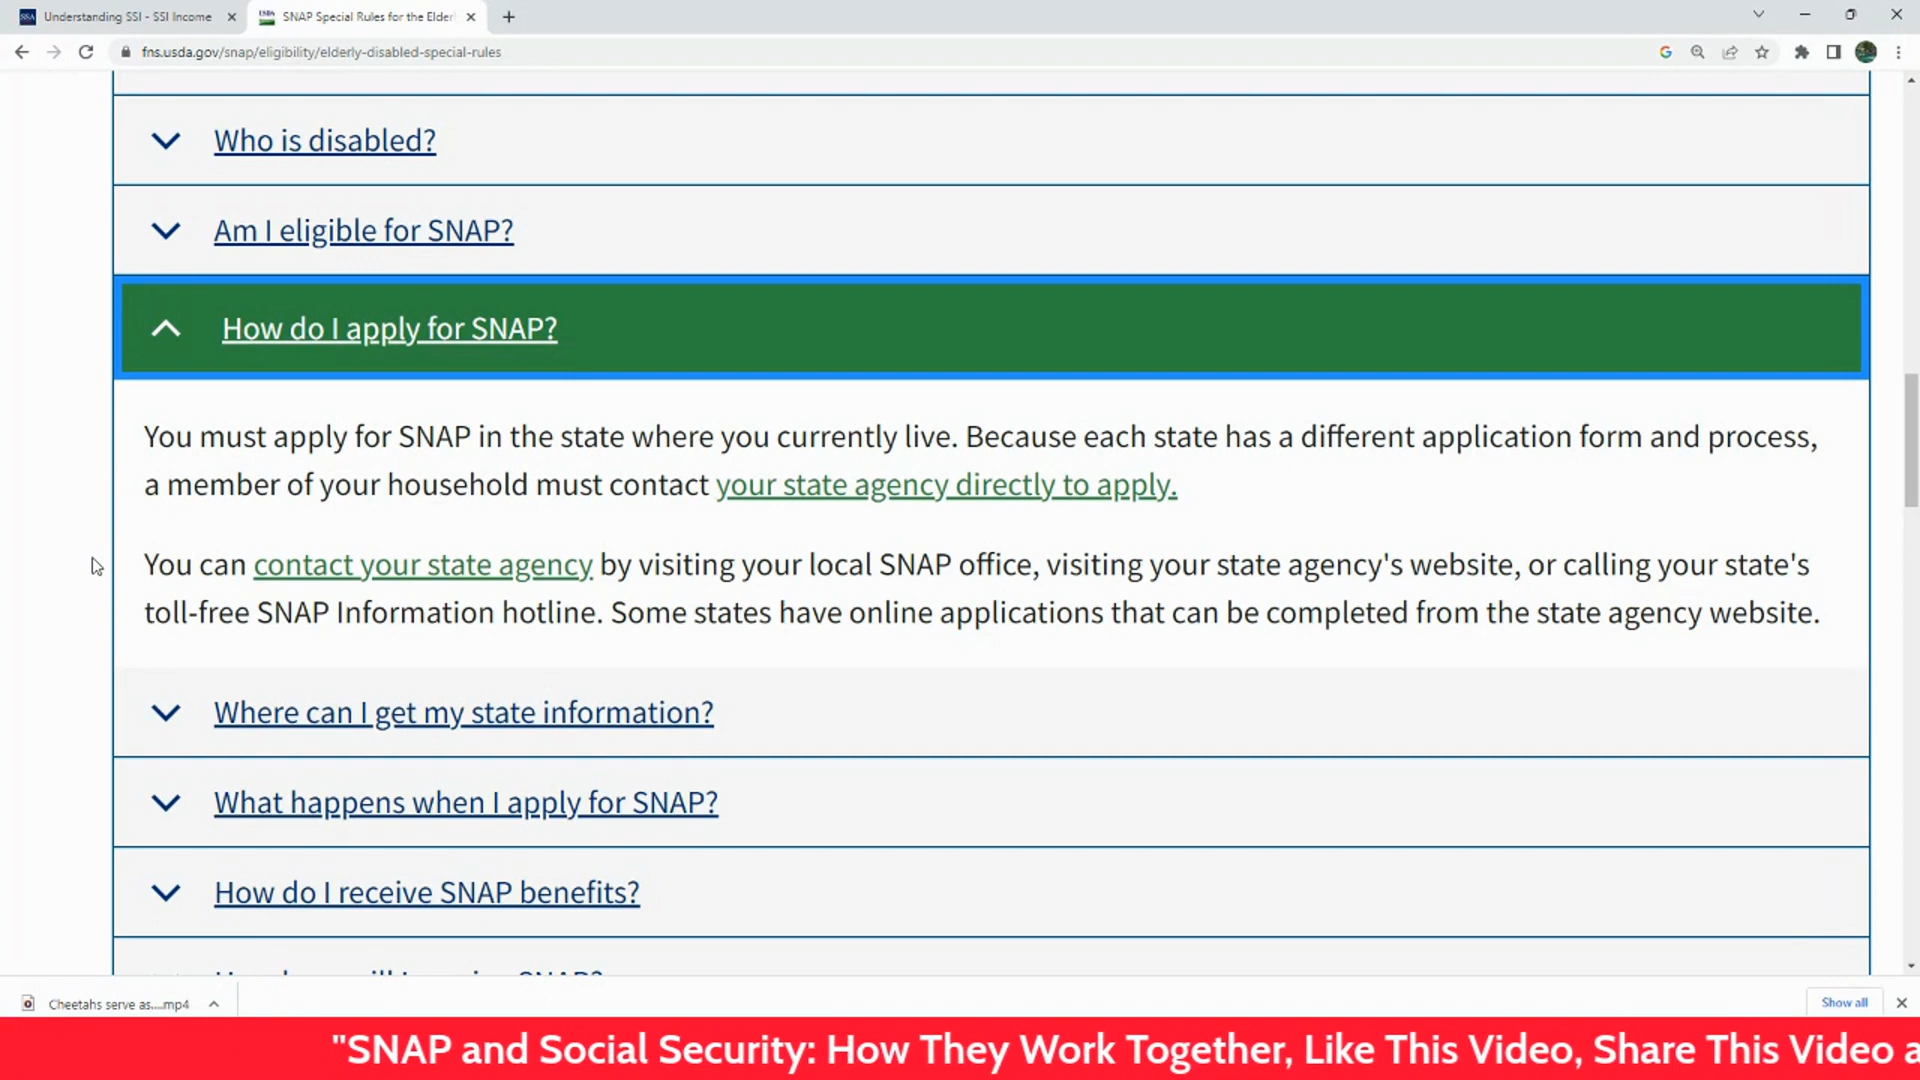 Understanding SSI - SSI Income
SNAP Special Rules for the Elder
fns.usda.gov/snap/eligibility/elderly-disabled-special-rules
Who is disabled?
Am I eligible for SNAP?
How do I apply for SNAP?
You must apply for SNAP in the state where you currently live. Because each state has a different application form and process,
a member of your household must contact your state agency directly to apply.
You can contact your state agency by visiting your local SNAP office, visiting your state agency's website, or calling your state's
toll-free SNAP Information hotline. Some states have online applications that can be completed from the state agency website.
Where can I get my state information?
What happens when I apply for SNAP?
How do I receive SNAP benefits?
Cheetahs serve as....mp4
Show all
"SNAP and Social Security: How They Work Together, Like This Video, Share This Video a